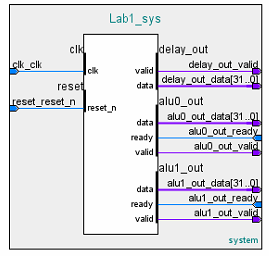 Lab1_sys
clk delay_out
clk_clk delay_out_valid
clk valid
delay_out_data[31..0]
data
reset
reset_reset_n alu0_out
reset_n alu0_out_data[31..0]
data
alu0_out_ready
ready
alu0_out_valid
valid
alu1_out
alu1_out_data[31..0]
data
alu1_out_ready
ready
alu1_out_valid
valid
system